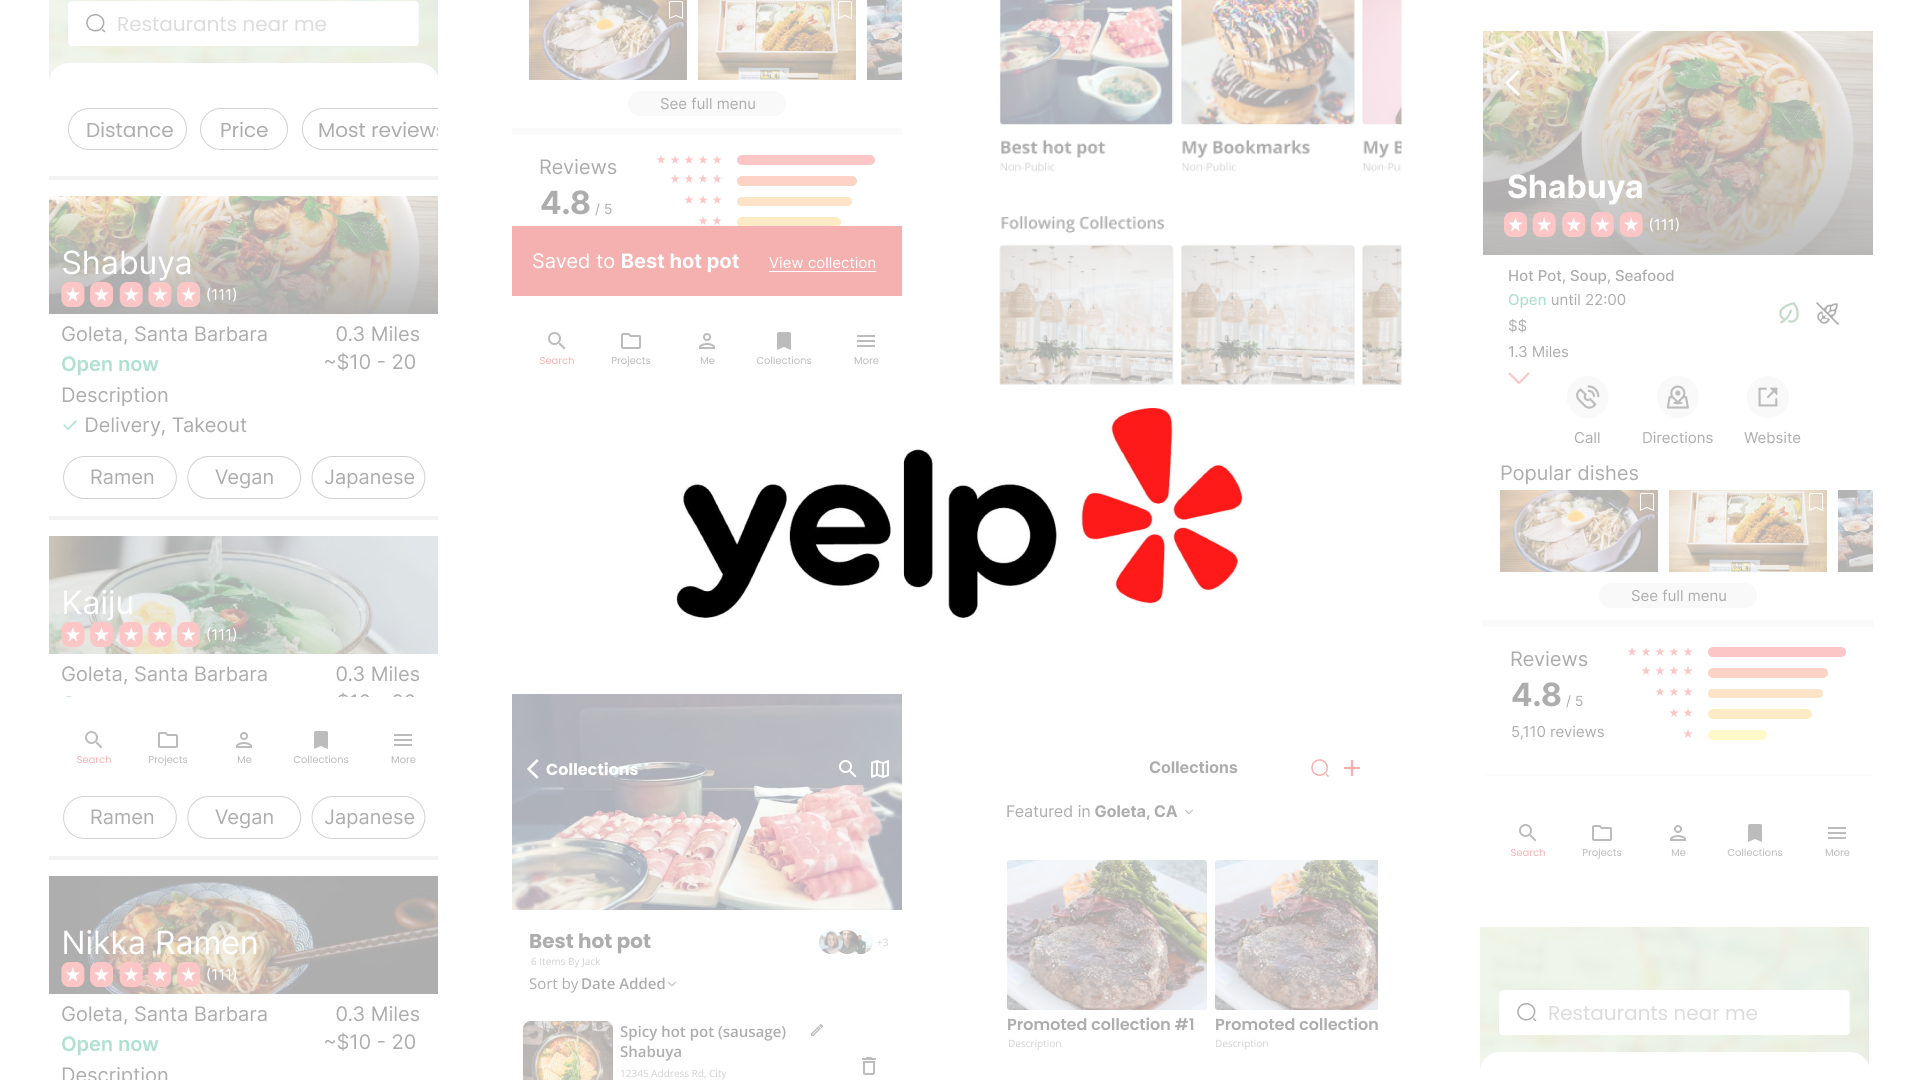 Restaurants near me
Distance
Price
Most reviews
Shabuya
(111)
Goleta, Santa Barbara
0.3 Miles
Open now
~$10 - 20
Description
Delivery, Takeout
Ramen
Vegan
Japanese
Kaiju
(111)
Goleta, Santa Barbara
0.3 Miles
Search
Projects
Me
Collections
More
Ramen
Vegan
Japanese
Nikka Ramen
(111)
Goleta, Santa Barbara
0.3 Miles
Open now
~$10 - 20
Description
See full menu
Reviews
4.8 / 5
Saved to Best hot pot
View collection
Search
Projects
Me
Collections
More
yelp
Collections
Best hot pot
+3
6 Items By Jack
Sort by Date Added
Spicy hot pot (sausage)
Shabuya
12345 Address Rd, City
Best hot pot
Non-Public
My Bookmarks
Non-Public
My B
Non-Pu
Following Collections
Collections
Featured in Goleta, CA
Promoted collection #1
Description
Promoted collection
Description
Shabuya
(111)
Hot Pot, Soup, Seafood
Open until 22:00
$$
1.3 Miles
Call
Directions
Website
Popular dishes
See full menu
Reviews
4.8 / 5
5,110 reviews
Search
Projects
Me
Collections
More
Restaurants near me